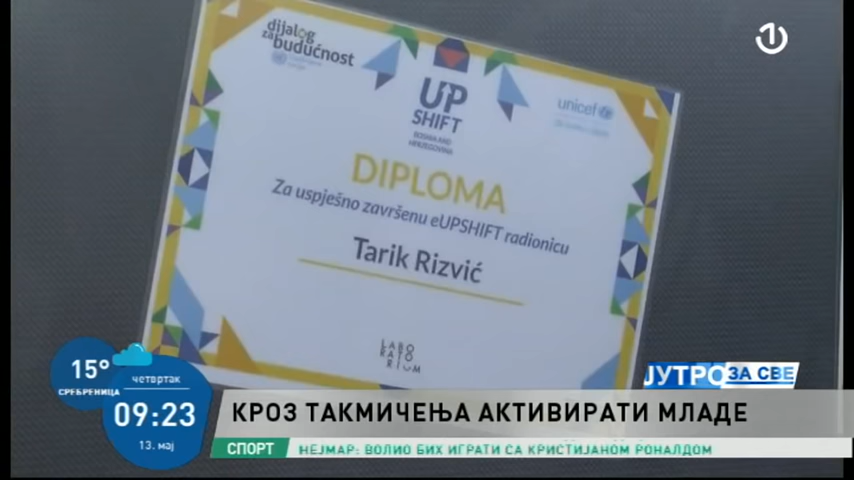 dijalog
za budućnost
UP
SHIFT
BOSNIA AND
HERZEGOVINA
unicef
DIPLOMA
Za uspješno završenu eUPSHIFT radionicu
Tarik Rizvić
LABO
RATO
RIUM
1
15°
СРЕБРЕНИЦА
четвртак
09:23
13. мај
ЈУТРО ЗА СВЕ
КРОЗ ТАКМИЧЕЊА АКТИВИРАТИ МЛАДЕ
СПОРТ
НЕЈМАР: ВОЛИО БИХ ИГРАТИ СА КРИСТИЈАНОМ РОНАЛДОМ